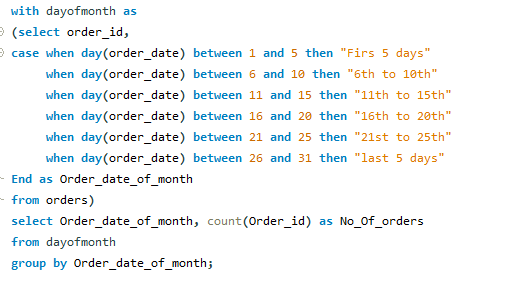 with dayofmonth as
(select order_id,
case when day(order_date) between 1 and 5 then "Firs 5 days"
when day(order_date) between 6 and 10 then "6th to 10th"
when day(order_date) between 11 and 15 then "11th to 15th"
when day(order_date) between 16 and 20 then "16th to 20th"
when day(order_date) between 21 and 25 then "21st to 25th"
when day(order_date) between 26 and 31 then "last 5 days"
End as Order_date_of_month
from orders)
select Order_date_of_month, count(Order_id) as No_Of_orders
from dayofmonth
group by Order_date_of_month;